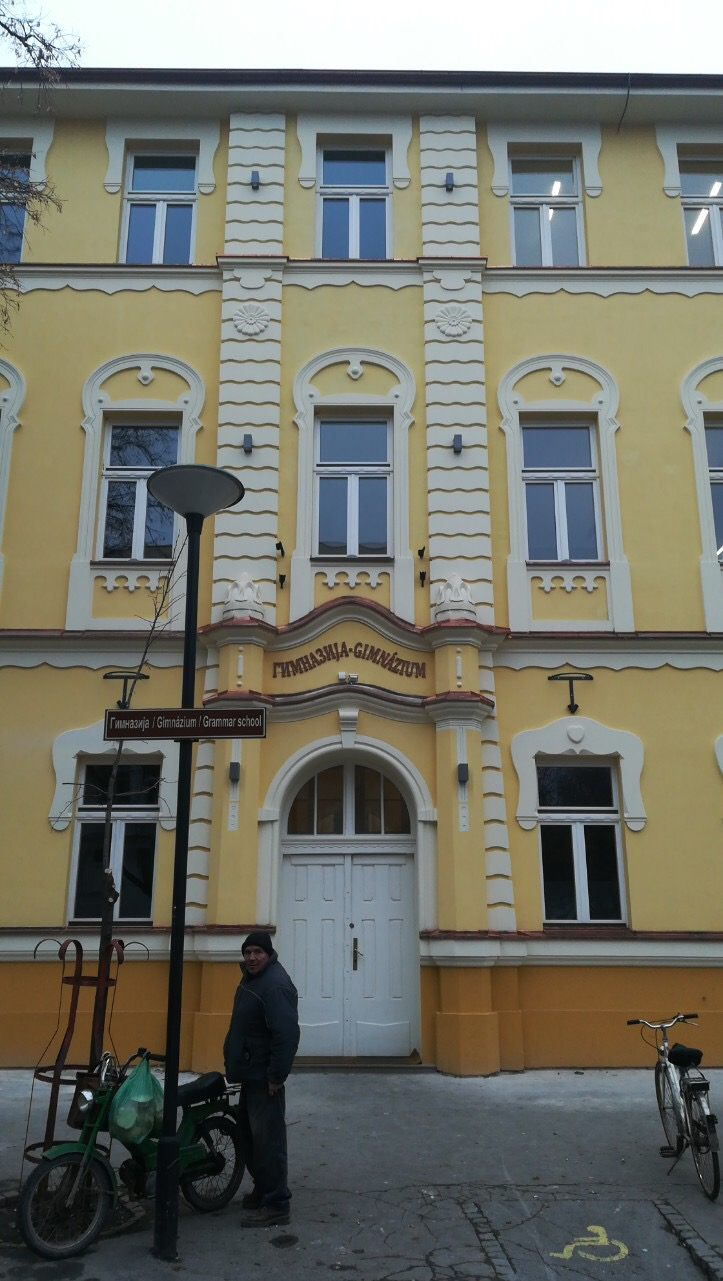 ГИМНАЗИЈА-GIMNÁZIUM
Гимназија / Gimnázium / Grammar school